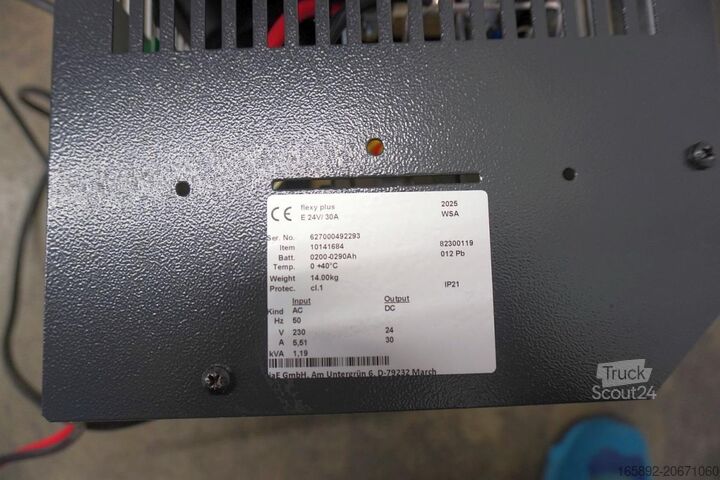 CE flexy plus 2025
E 24V/ 30A WSA
Ser. No. 627000492293
Item 10141684 82300119
Batt. 0200-0290Ah 012 Pb
Temp. 0 +40°C
Weight 14.00kg
Protec. cl.1 IP21
Input Output
Kind AC DC
Hz 50
V 230 24
A 5,51 30
kVA 1,19
GmbH, Am Untergrün 6, D-79232 March
Truck
Scout24
165892-20671060